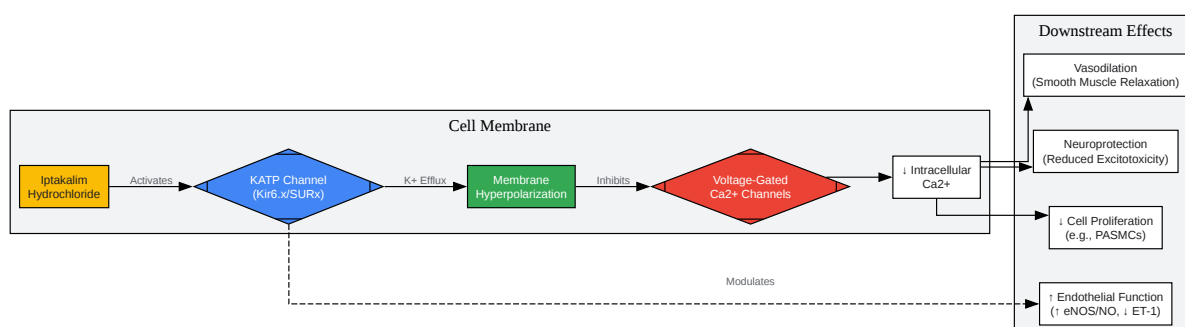 Downstream Effects
Vasodilation
(Smooth Muscle Relaxation)
Cell Membrane
Iptakalim
Hydrochloride
Activates
KATP Channel
(Kir6.x/SURx)
K+ Efflux
Membrane
Hyperpolarization
Inhibits
Voltage-Gated
Ca2+ Channels
↓ Intracellular
Ca2+
Neuroprotection
(Reduced Excitotoxicity)
↓ Cell Proliferation
(e.g., PASMCs)
Modulates
↑ Endothelial Function
(↑ eNOS/NO, ↓ ET-1)